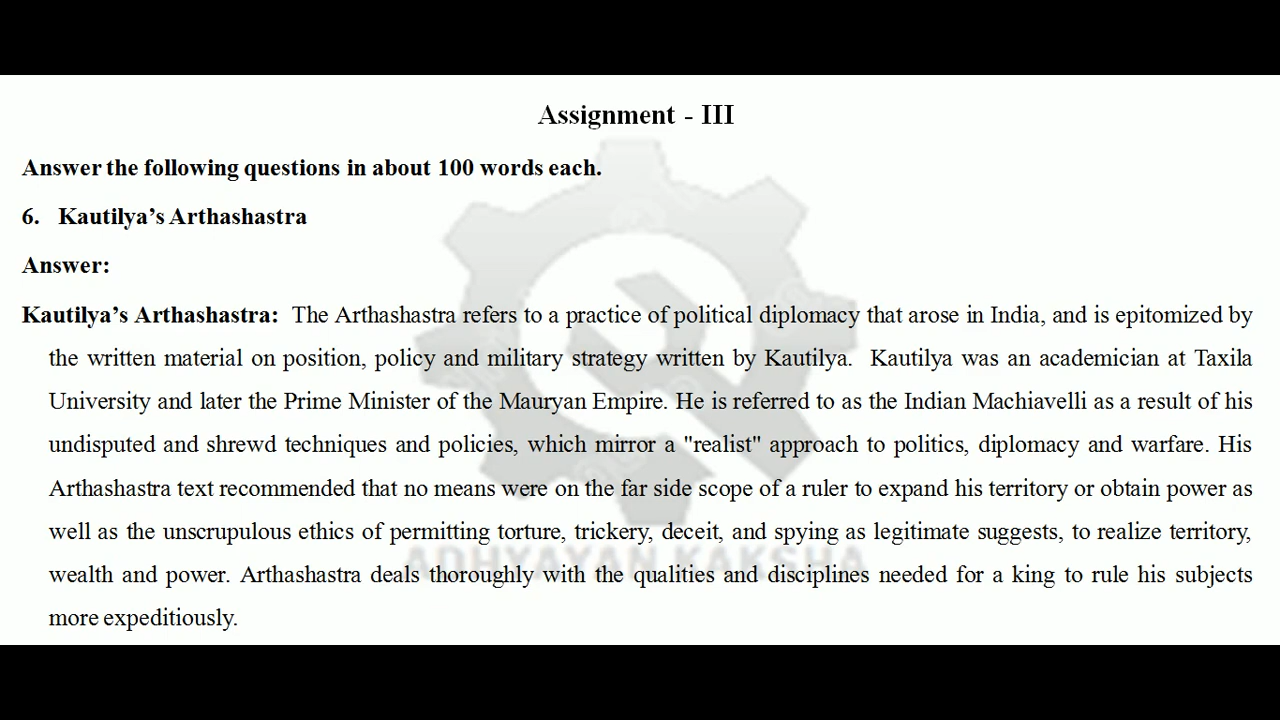 Assignment - III
Answer the following questions in about 100 words each.
6. Kautilya's Arthashastra
Answer:
Kautilya's Arthashastra: The Arthashastra refers to a practice of political diplomacy that arose in India, and is epitomized by
the written material on position, policy and military strategy written by Kautilya. Kautilya was an academician at Taxila
University and later the Prime Minister of the Mauryan Empire. He is referred to as the Indian Machiavelli as a result of his
undisputed and shrewd techniques and policies, which mirror a "realist" approach to politics, diplomacy and warfare. His
Arthashastra text recommended that no means were on the far side scope of a ruler to expand his territory or obtain power as
well as the unscrupulous ethics of permitting torture, trickery, deceit, and spying as legitimate suggests, to realize territory,
wealth and power. Arthashastra deals thoroughly with the qualities and disciplines needed for a king to rule his subjects
more expeditiously.
ADHYAYAN KAKSHA